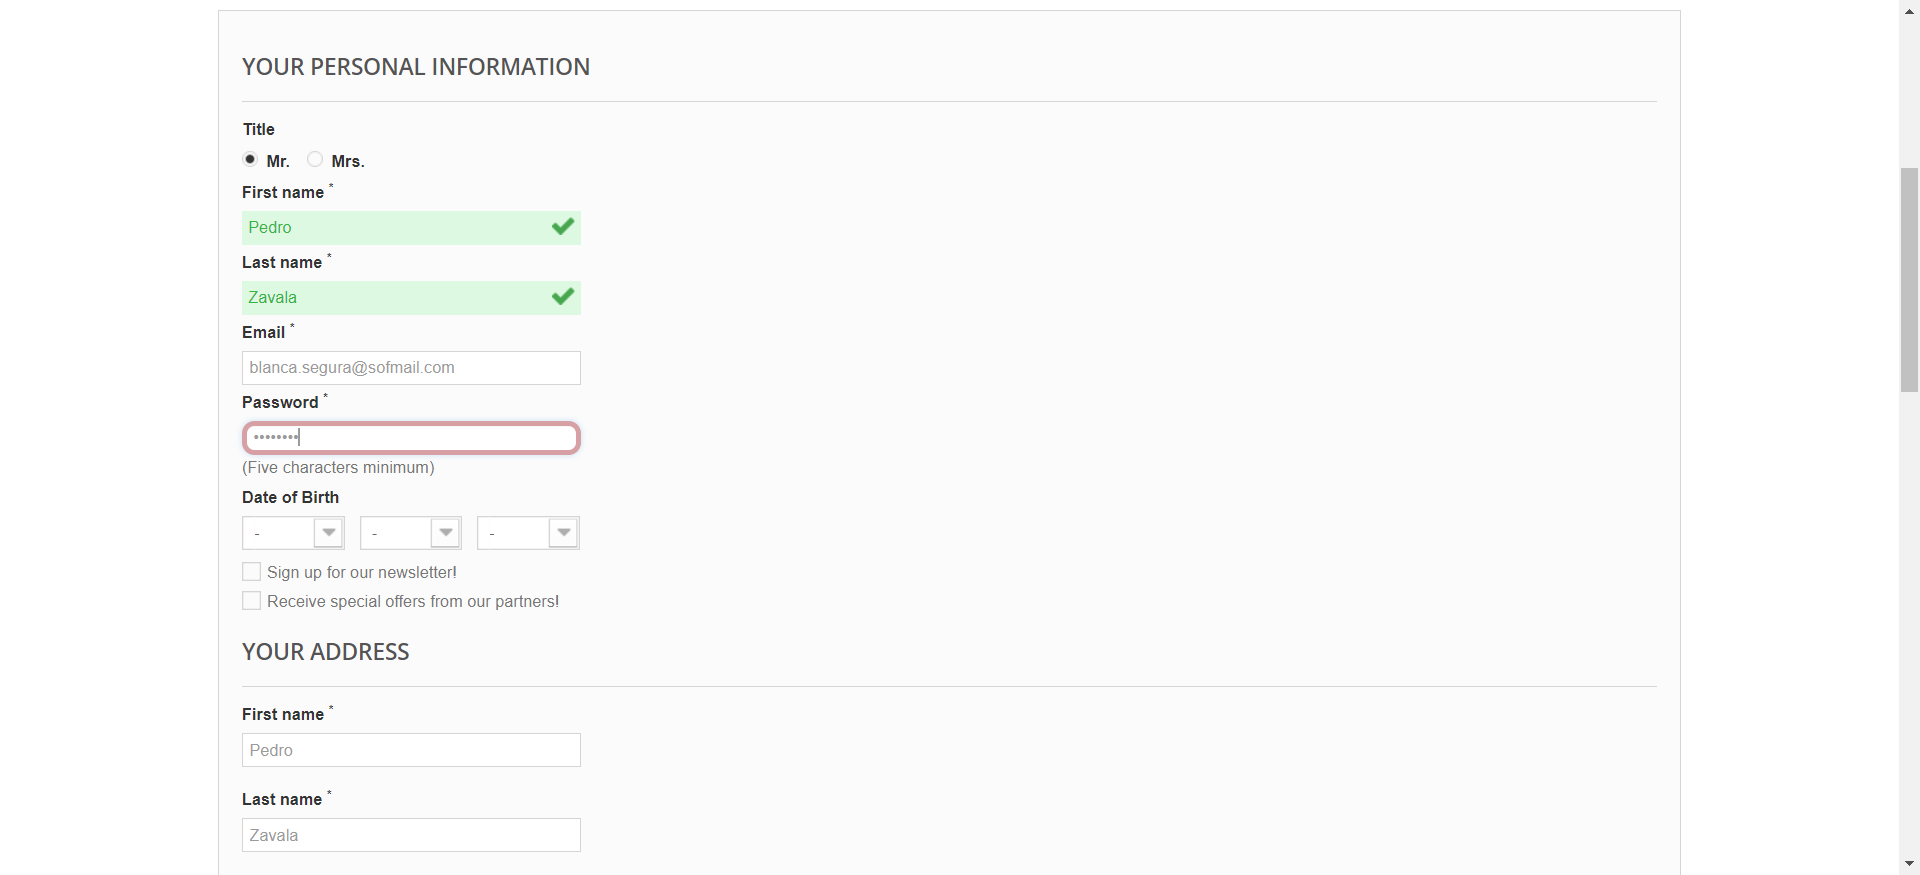 YOUR PERSONAL INFORMATION
Title
Mr. Mrs.
First name *
Pedro
Last name *
Zavala
Email *
blanca.segura@sofmail.com
Password *
••••••••
(Five characters minimum)
Date of Birth
- - -
Sign up for our newsletter!
Receive special offers from our partners!
YOUR ADDRESS
First name *
Pedro
Last name *
Zavala